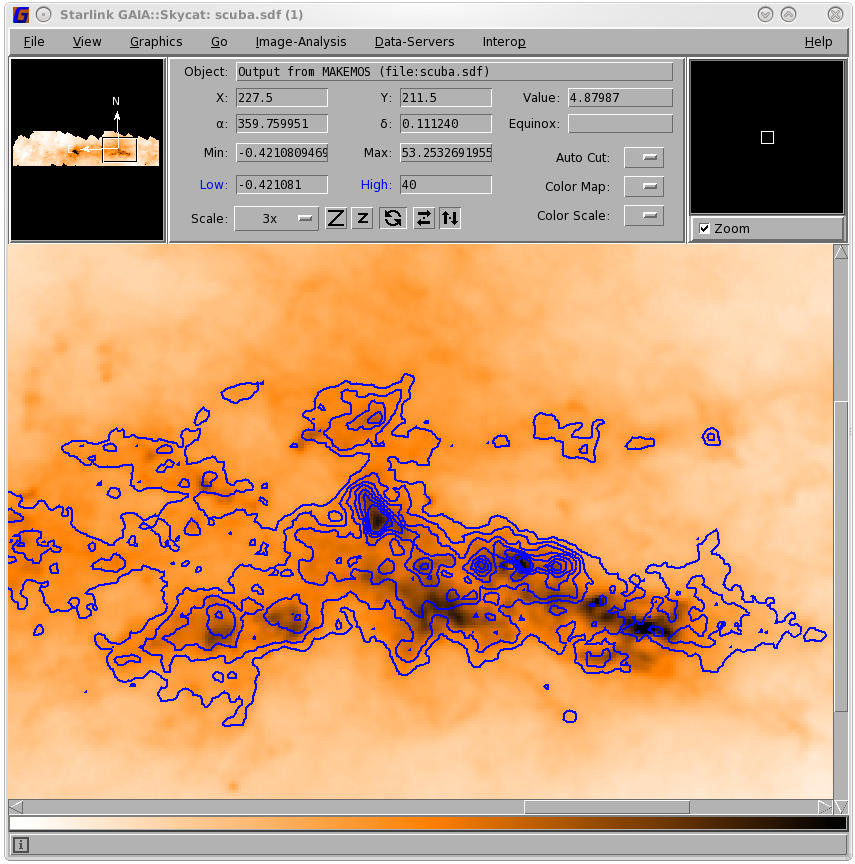 Starlink GAIA::Skycat: scuba.sdf (1)
File View Graphics Go Image-Analysis Data-Servers Interop Help
N
Object: Output from MAKEMOS (file:scuba.sdf)
X: 227.5 Y: 211.5 Value: 4.87987
α: 359.759951 δ: 0.111240 Equinox:
Min: -0.4210809469 Max: 53.2532691955 Auto Cut:
Low: -0.421081 High: 40 Color Map:
Scale: 3x Z z Color Scale:
Zoom